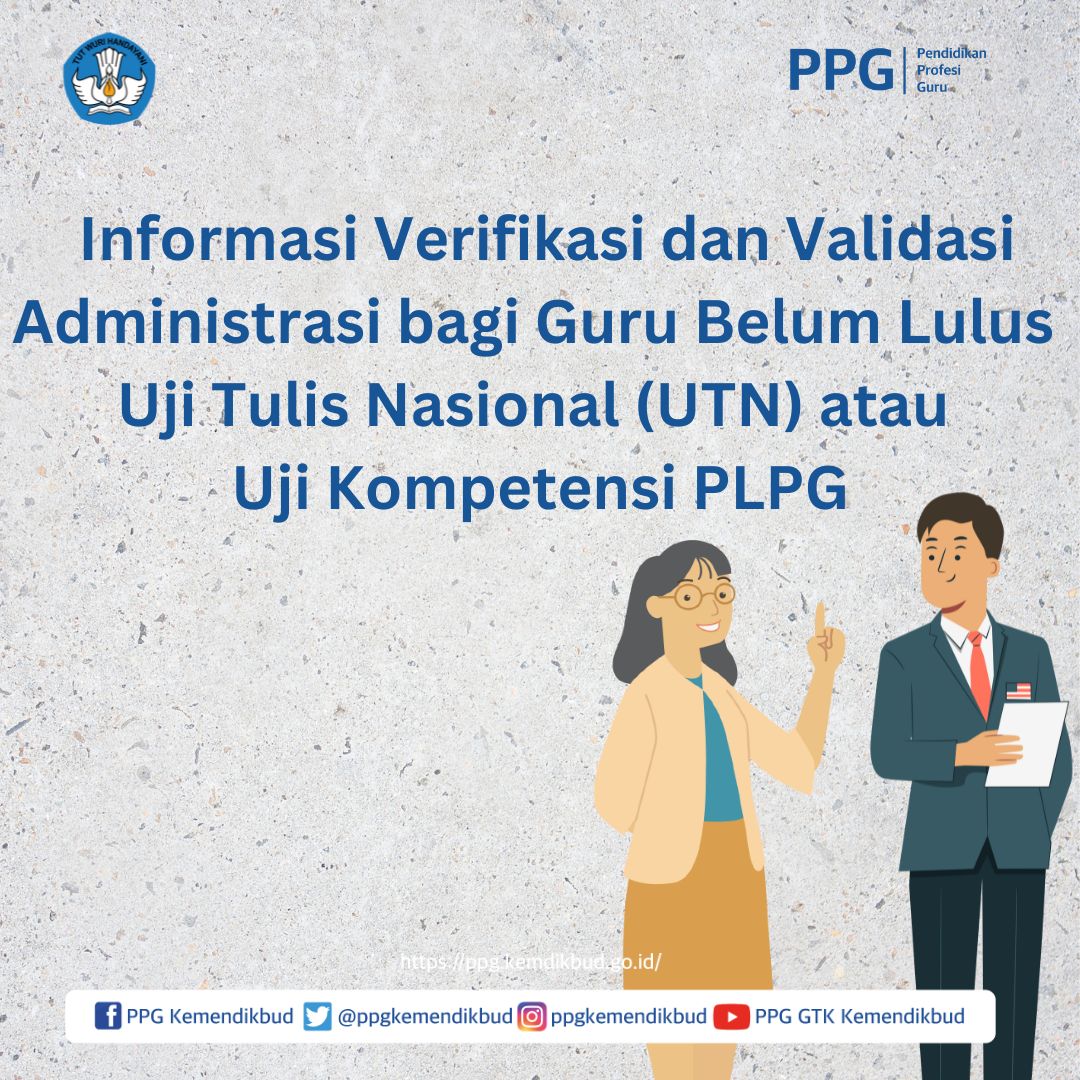 TUT WURI HANDAYANI
PPG
Pendidikan
Profesi
Guru
Informasi Verifikasi dan Validasi
Administrasi bagi Guru Belum Lulus
Uji Tulis Nasional (UTN) atau
Uji Kompetensi PLPG
https://ppg.kemdikbud.go.id/
PPG Kemendikbud @ppgkemendikbud ppgkemendikbud PPG GTK Kemendikbud